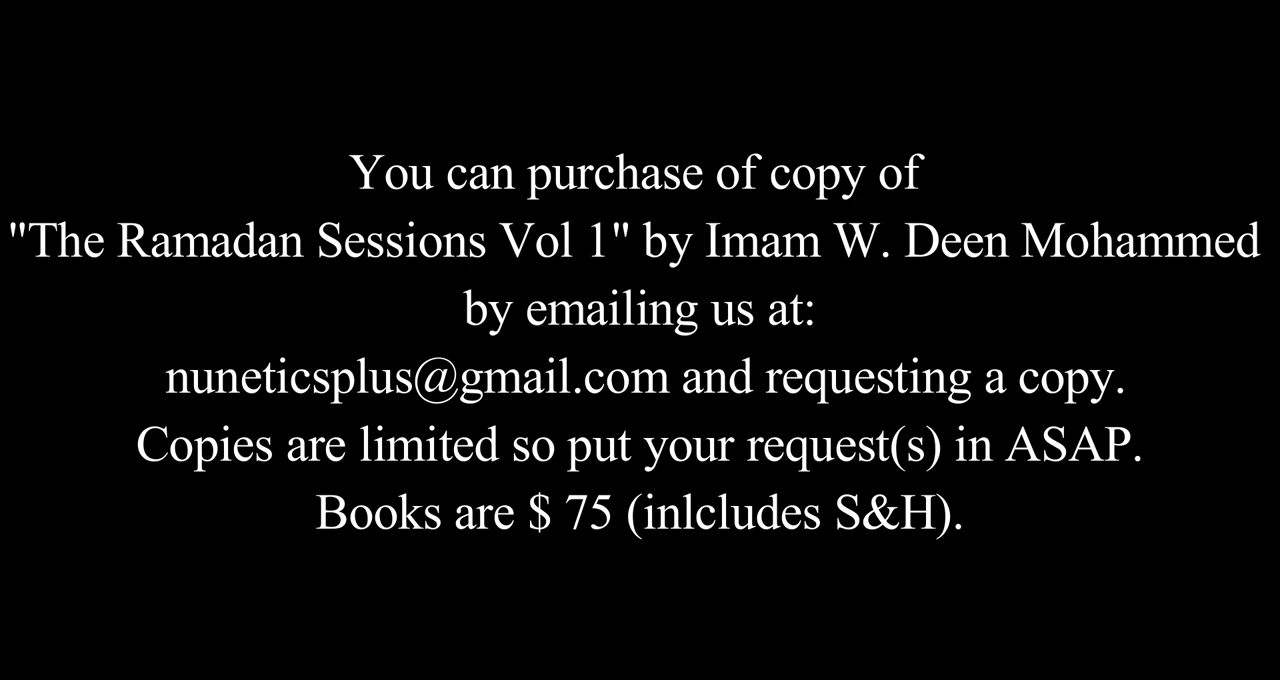 You can purchase of copy of
"The Ramadan Sessions Vol 1" by Imam W. Deen Mohammed
by emailing us at:
nuneticsplus@gmail.com and requesting a copy.
Copies are limited so put your request(s) in ASAP.
Books are $ 75 (inlcludes S&H).